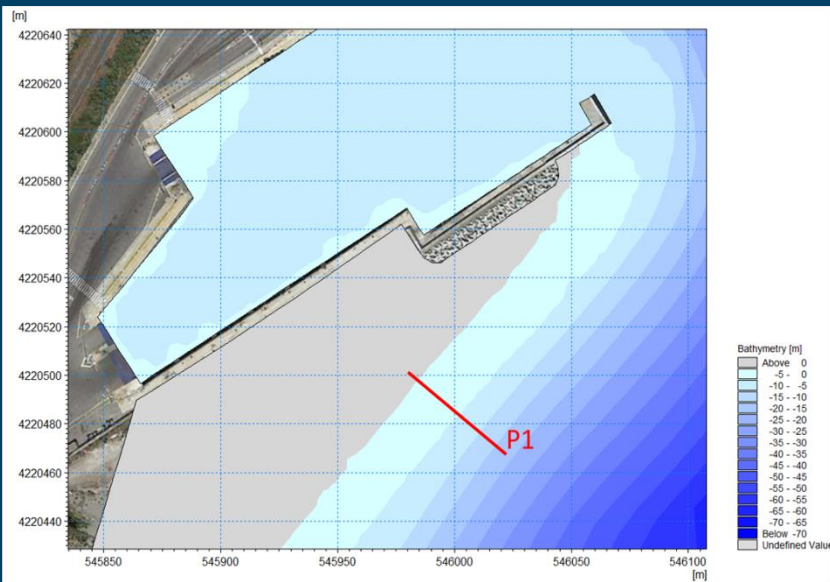 [m]
4220640
4220620
4220600
4220580
4220560
4220540
4220520
4220500
4220480
4220460
4220440
P1
545850 545900 545950 546000 546050 546100
[m]
Bathymetry [m]
Above 0
-5 - 0
-10 - -5
-15 - -10
-20 - -15
-25 - -20
-30 - -25
-35 - -30
-40 - -35
-45 - -40
-50 - -45
-55 - -50
-60 - -55
-65 - -60
-70 - -65
Below -70
Undefined Value